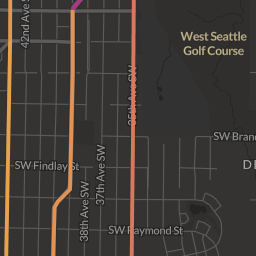 42nd Ave S
West Seattle
Golf Course
35th Ave SW
SW Bran
SW Findlay St
37th Ave SW
38th Ave SW
SW Raymond St